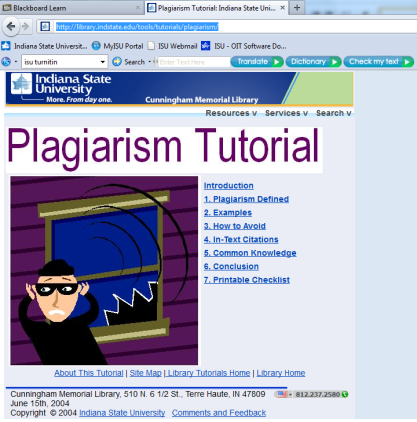 Blackboard Learn × Plagiarism Tutorial: Indiana State Uni... × +
http://library.indstate.edu/tools/tutorials/plagiarism/
Indiana State Universit... MyISU Portal ISU Webmail ISU - OIT Software Do...
isu turnitin Search Enter Text Here Translate Dictionary Check my text
Indiana State
University
More. From day one. Cunningham Memorial Library
Resources v Services v Search v
Plagiarism Tutorial
Introduction
1. Plagiarism Defined
2. Examples
3. How to Avoid
4. In-Text Citations
5. Common Knowledge
6. Conclusion
7. Printable Checklist
About This Tutorial | Site Map | Library Tutorials Home | Library Home
Cunningham Memorial Library, 510 N. 6 1/2 St., Terre Haute, IN 47809 812.237.2580
June 15th, 2004
Copyright © 2004 Indiana State University Comments and Feedback